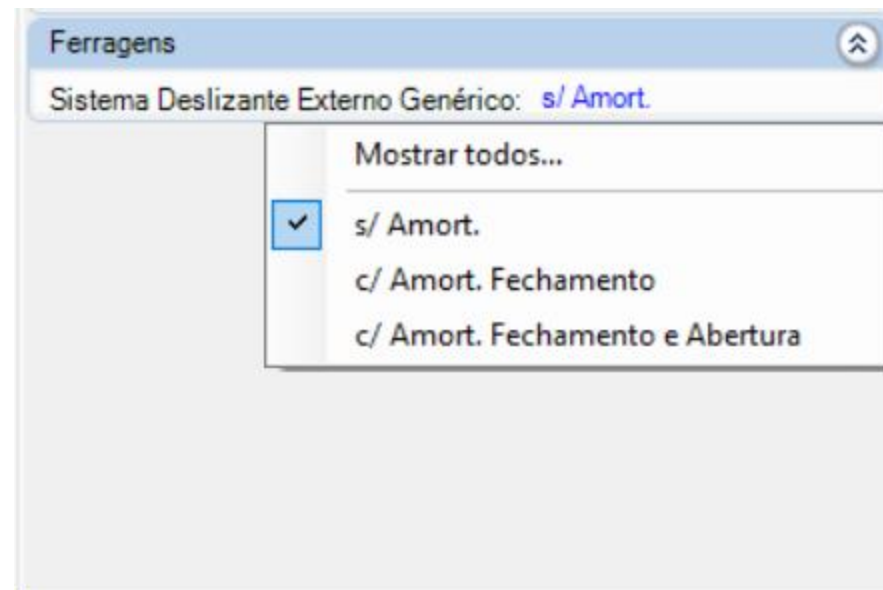 Ferragens
Sistema Deslizante Externo Genérico: s/ Amort.
Mostrar todos...
s/ Amort.
c/ Amort. Fechamento
c/ Amort. Fechamento e Abertura